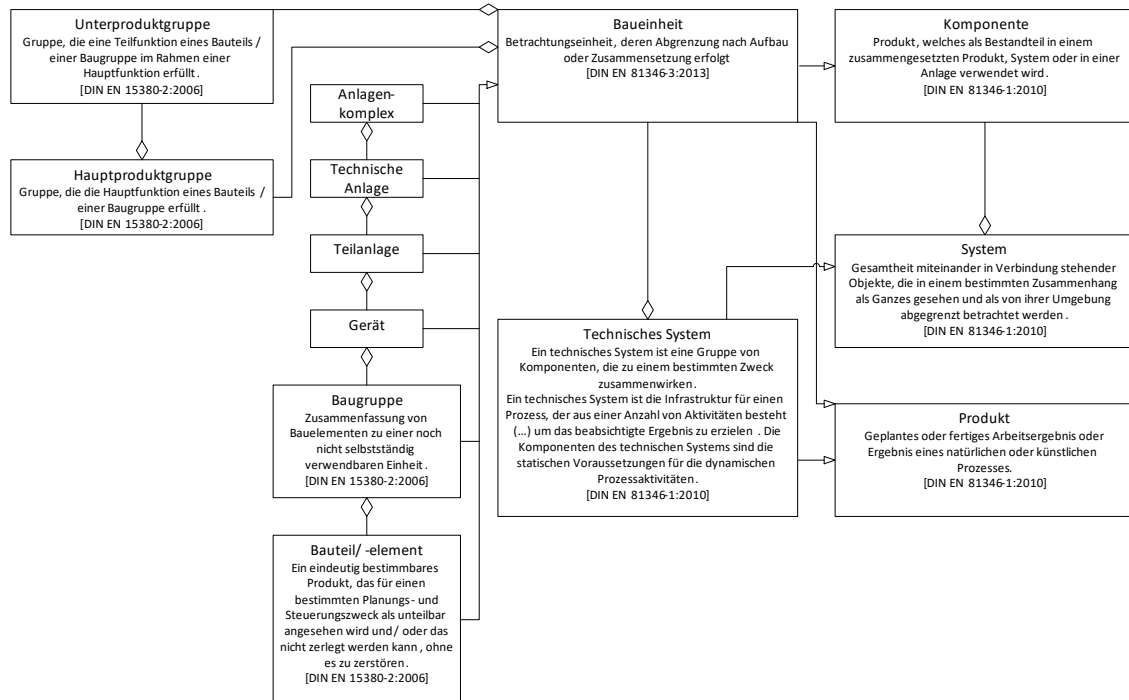 Unterproduktgruppe
Gruppe, die eine Teilfunktion eines Bauteils /
einer Baugruppe im Rahmen einer
Hauptfunktion erfüllt.
[DIN EN 15380-2:2006]
Hauptproduktgruppe
Gruppe, die die Hauptfunktion eines Bauteils /
einer Baugruppe erfüllt.
[DIN EN 15380-2:2006]
Anlagen-
komplex
Technische
Anlage
Teilanlage
Gerät
Baugruppe
Zusammenfassung von
Bauelementen zu einer noch
nicht selbstständig
verwendbaren Einheit.
[DIN EN 15380-2:2006]
Bauteil/ -element
Ein eindeutig bestimmbares
Produkt, das für einen
bestimmten Planungs- und
Steuerungszweck als unteilbar
angesehen wird und/ oder das
nicht zerlegt werden kann, ohne
es zu zerstören.
[DIN EN 15380-2:2006]
Baueinheit
Betrachtungseinheit, deren Abgrenzung nach Aufbau
oder Zusammensetzung erfolgt
[DIN EN 81346-3:2013]
Technisches System
Ein technisches System ist eine Gruppe von
Komponenten, die zu einem bestimmten Zweck
zusammenwirken.
Ein technisches System ist die Infrastruktur für einen
Prozess, der aus einer Anzahl von Aktivitäten besteht
(...) um das beabsichtigte Ergebnis zu erzielen. Die
Komponenten des technischen Systems sind die
statischen Voraussetzungen für die dynamischen
Prozessaktivitäten.
[DIN EN 81346-1:2010]
Komponente
Produkt, welches als Bestandteil in einem
zusammengesetzten Produkt, System oder in einer
Anlage verwendet wird.
[DIN EN 81346-1:2010]
System
Gesamtheit miteinander in Verbindung stehender
Objekte, die in einem bestimmten Zusammenhang
als Ganzes gesehen und als von ihrer Umgebung
abgegrenzt betrachtet werden.
[DIN EN 81346-1:2010]
Produkt
Geplantes oder fertiges Arbeitsergebnis oder
Ergebnis eines natürlichen oder künstlichen
Prozesses.
[DIN EN 81346-1:2010]